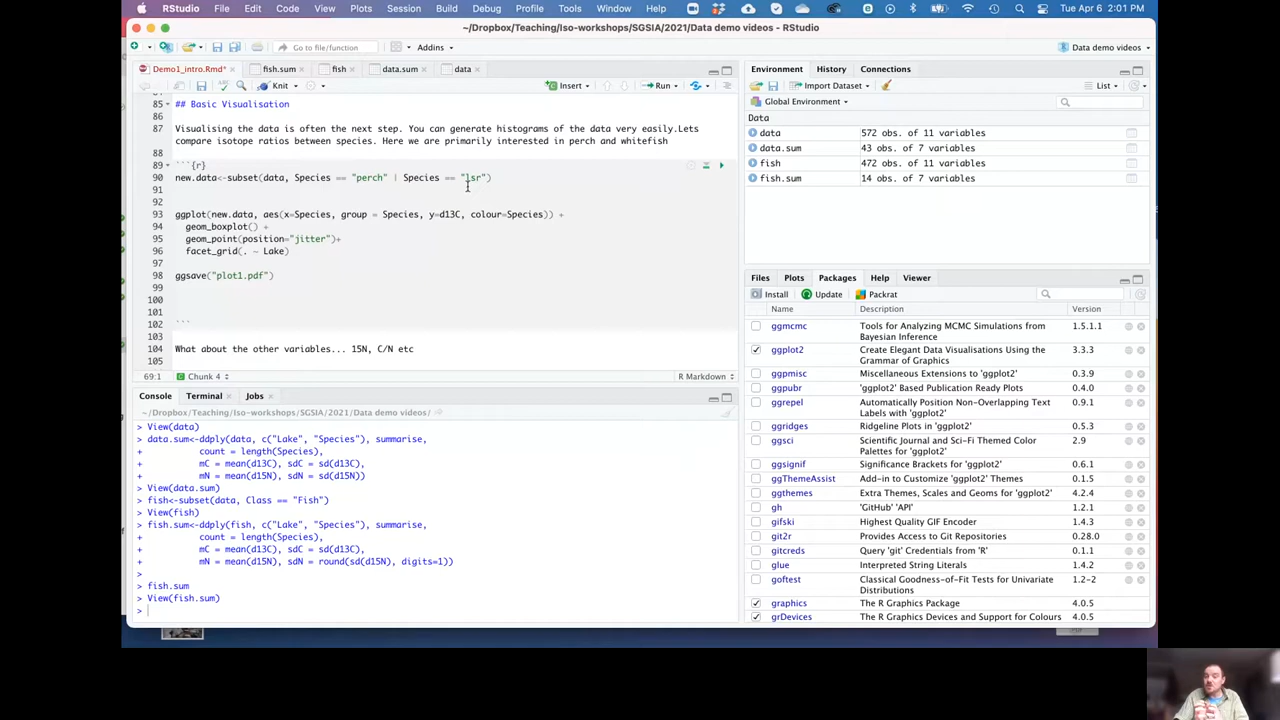 RStudio File Edit Code View Plots Session Build Debug Profile Tools Window Help Tue Apr 6 2:01 PM
~/Dropbox/Teaching/Iso-workshops/SGSIA/2021/Data demo videos - RStudio
Go to file/function Addins Data demo videos
Demo1_intro.Rmd* fish.sum fish data.sum data
Knit Insert Run
85 ## Basic Visualisation
86
87 Visualising the data is often the next step. You can generate histograms of the data very easily.Lets
compare isotope ratios between species. Here we are primarily interested in perch and whitefish
88
89 ```{r}
90 new.data<-subset(data, Species == "perch" | Species == "lsr")
91
92
93 ggplot(new.data, aes(x=Species, group = Species, y=d13C, colour=Species)) +
94 geom_boxplot() +
95 geom_point(position="jitter")+
96 facet_grid(. ~ Lake)
97
98 ggsave("plot1.pdf")
99
100
101
102 ```
103
104 What about the other variables... 15N, C/N etc
105
69:1 Chunk 4 R Markdown
Console Terminal Jobs
~/Dropbox/Teaching/Iso-workshops/SGSIA/2021/Data demo videos/
> View(data)
> data.sum<-ddply(data, c("Lake", "Species"), summarise,
+ count = length(Species),
+ mC = mean(d13C), sdC = sd(d13C),
+ mN = mean(d15N), sdN = sd(d15N))
> View(data.sum)
> fish<-subset(data, Class == "Fish")
> View(fish)
> fish.sum<-ddply(fish, c("Lake", "Species"), summarise,
+ count = length(Species),
+ mC = mean(d13C), sdC = sd(d13C),
+ mN = mean(d15N), sdN = round(sd(d15N), digits=1))
>
> fish.sum
> View(fish.sum)
>
Environment History Connections
Import Dataset List
Global Environment
Data
data 572 obs. of 11 variables
data.sum 43 obs. of 7 variables
fish 472 obs. of 11 variables
fish.sum 14 obs. of 7 variables
Files Plots Packages Help Viewer
Install Update Packrat
Name Description Version
ggmcmc Tools for Analyzing MCMC Simulations from 1.5.1.1
Bayesian Inference
ggplot2 Create Elegant Data Visualisations Using the 3.3.3
Grammar of Graphics
ggpmisc Miscellaneous Extensions to 'ggplot2' 0.3.9
ggpubr 'ggplot2' Based Publication Ready Plots 0.4.0
ggrepel Automatically Position Non-Overlapping Text 0.9.1
Labels with 'ggplot2'
ggridges Ridgeline Plots in 'ggplot2' 0.5.3
ggsci Scientific Journal and Sci-Fi Themed Color 2.9
Palettes for 'ggplot2'
ggsignif Significance Brackets for 'ggplot2' 0.6.1
ggThemeAssist Add-in to Customize 'ggplot2' Themes 0.1.5
ggthemes Extra Themes, Scales and Geoms for 'ggplot2' 4.2.4
gh 'GitHub' 'API' 1.2.1
gifski Highest Quality GIF Encoder 1.4.3
git2r Provides Access to Git Repositories 0.28.0
gitcreds Query 'git' Credentials from 'R' 0.1.1
glue Interpreted String Literals 1.4.2
goftest Classical Goodness-of-Fit Tests for Univariate 1.2-2
Distributions
graphics The R Graphics Package 4.0.5
grDevices The R Graphics Devices and Support for Colours 4.0.5